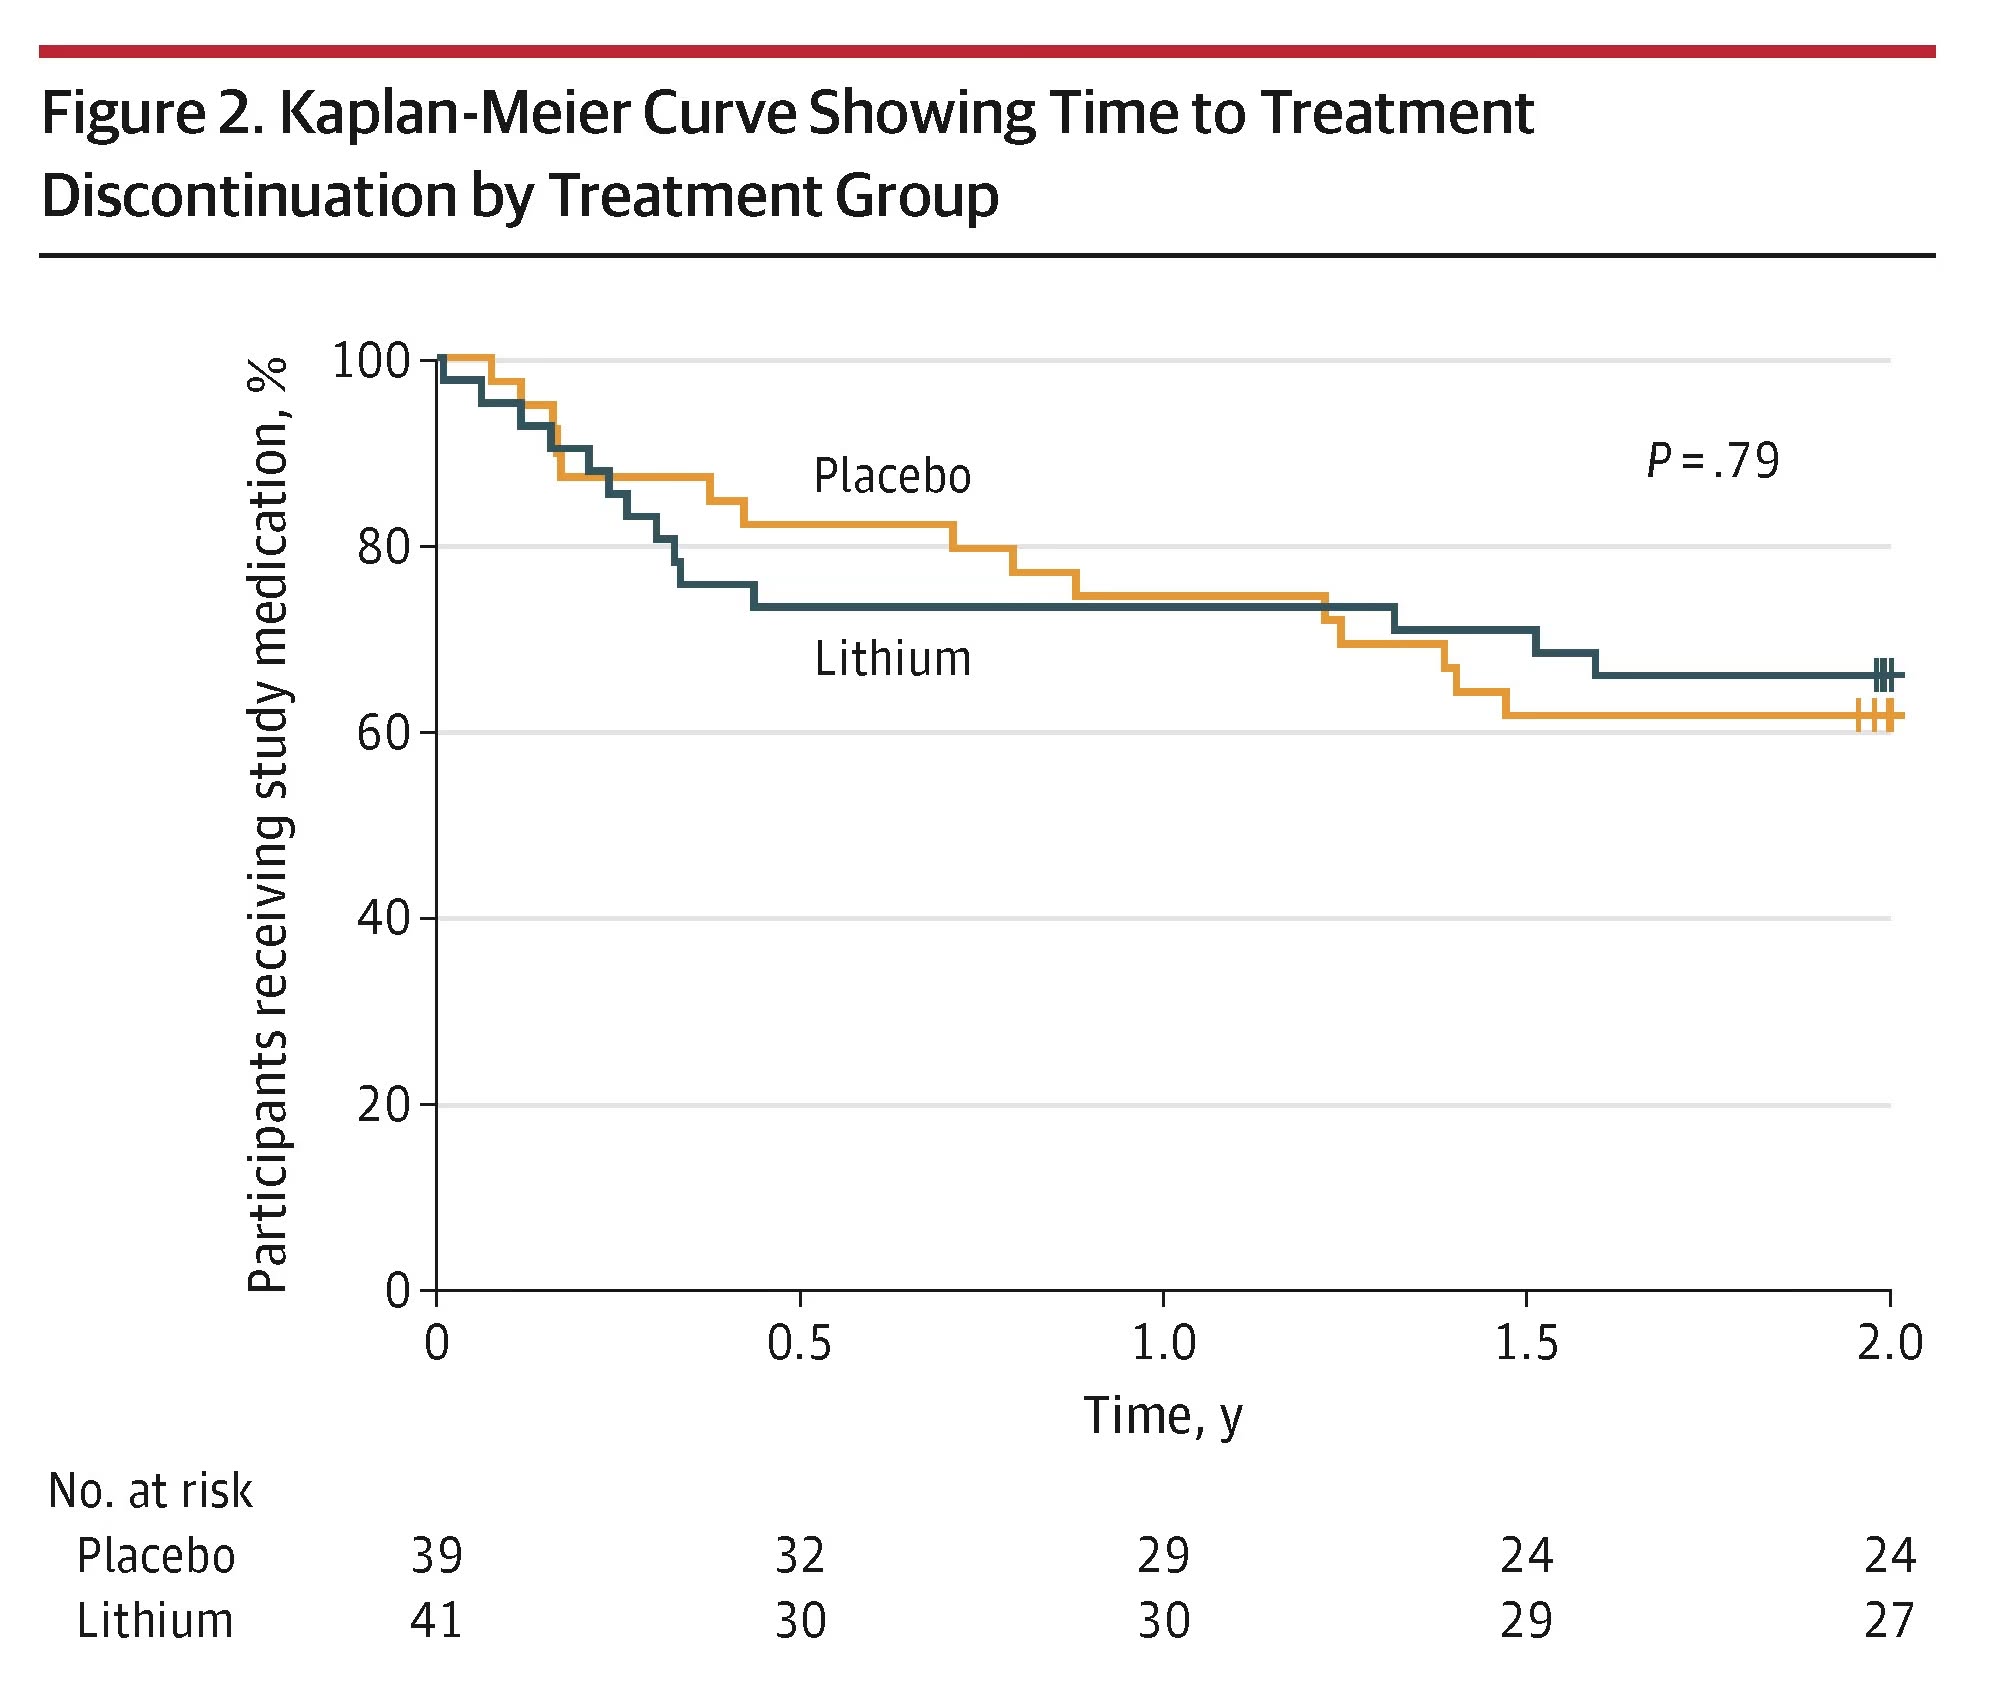 Figure 2. Kaplan-Meier Curve Showing Time to Treatment
Discontinuation by Treatment Group
Participants receiving study medication, %
100
80
60
40
20
0
Placebo
Lithium
P = .79
0 0.5 1.0 1.5 2.0
Time, y
No. at risk
Placebo 39 32 29 24 24
Lithium 41 30 30 29 27